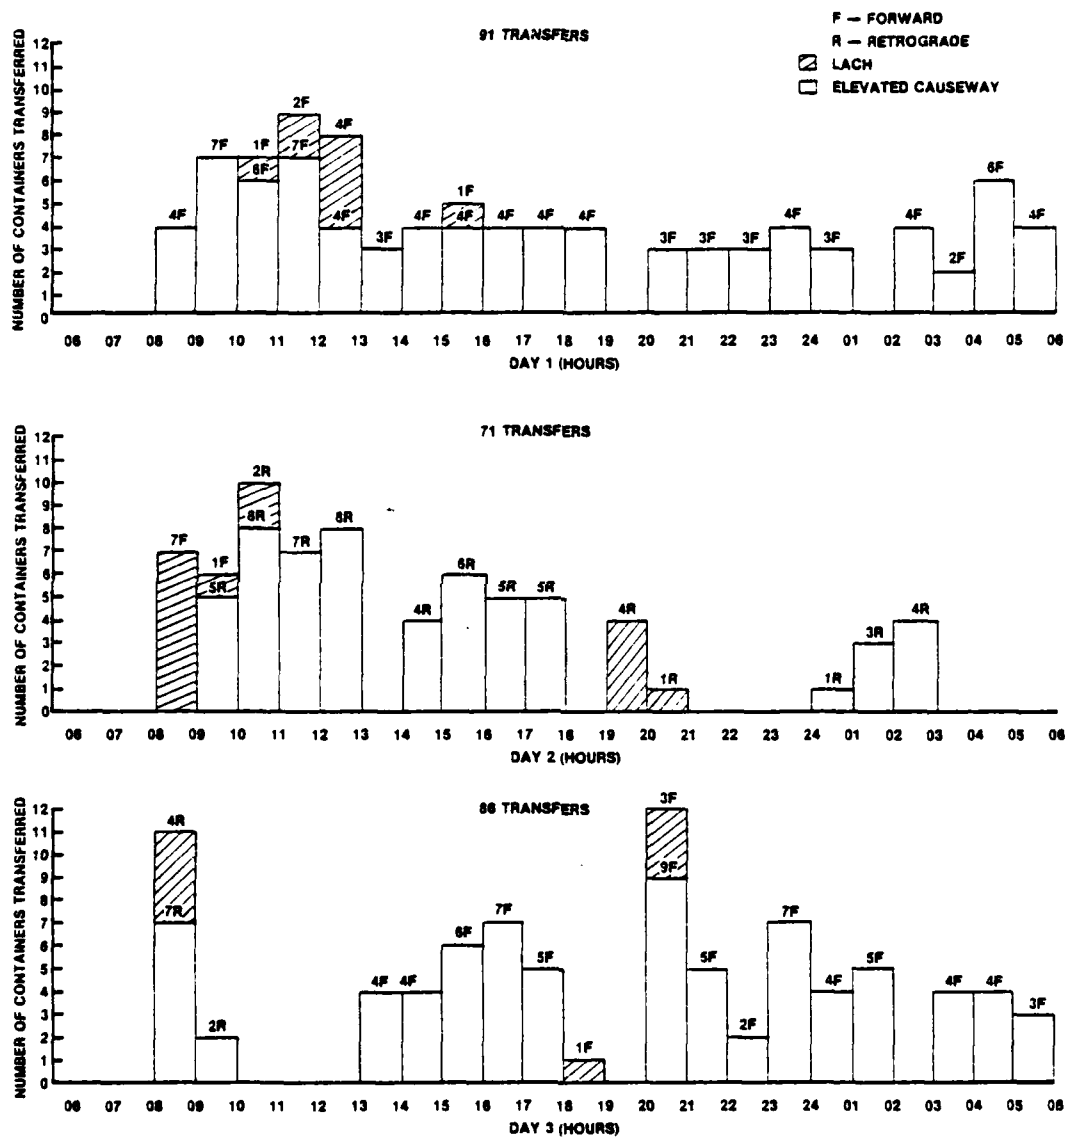 91 TRANSFERS
F — FORWARD
R — RETROGRADE
LACH
ELEVATED CAUSEWAY
NUMBER OF CONTAINERS TRANSFERRED
12
11
10
9
8
7
6
5
4
3
2
1
0
4F 7F 1F 6F 2F 7F 4F 4F 3F 4F 1F 4F 4F 4F 4F 3F 3F 3F 4F 3F 4F 2F 6F 4F
06 07 08 09 10 11 12 13 14 15 16 17 18 19 20 21 22 23 24 01 02 03 04 05 06
DAY 1 (HOURS)
71 TRANSFERS
NUMBER OF CONTAINERS TRANSFERRED
12
11
10
9
8
7
6
5
4
3
2
1
0
7F 1F 5R 2R 8R 7R 8R 4R 6R 5R 5R 4R 1R 1R 3R 4R
06 07 08 09 10 11 12 13 14 15 16 17 18 19 20 21 22 23 24 01 02 03 04 05 06
DAY 2 (HOURS)
86 TRANSFERS
NUMBER OF CONTAINERS TRANSFERRED
12
11
10
9
8
7
6
5
4
3
2
1
0
4R 7R 2R 4F 4F 6F 7F 5F 1F 3F 9F 5F 2F 7F 4F 5F 4F 4F 3F
06 07 08 09 10 11 12 13 14 15 16 17 18 19 20 21 22 23 24 01 02 03 04 05 06
DAY 3 (HOURS)